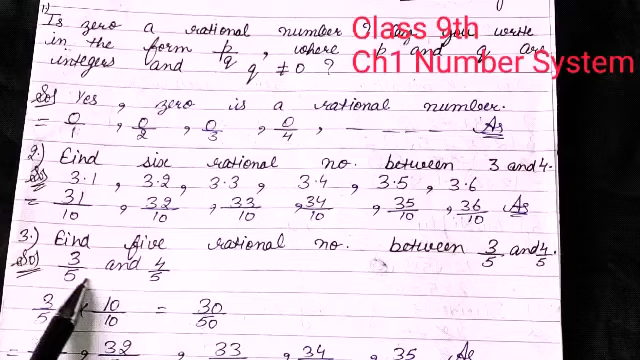 1) Is zero a rational number? can you write
in the form p/q, where p and q are
integers and q ≠ 0 ?
Class 9th
Ch1 Number System
Sol Yes, zero is a rational number.
= 0/1, 0/2, 0/3, 0/4, ---- As
2.) Find six rational no. between 3 and 4.
Sol 3.1, 3.2, 3.3, 3.4, 3.5, 3.6
= 31/10, 32/10, 33/10, 34/10, 35/10, 36/10 As
3.) Find five rational no. between 3/5 and 4/5.
Sol 3/5 and 4/5
3/5 10/10 = 30/50
= , 32 , 33 , 34 , 35 As